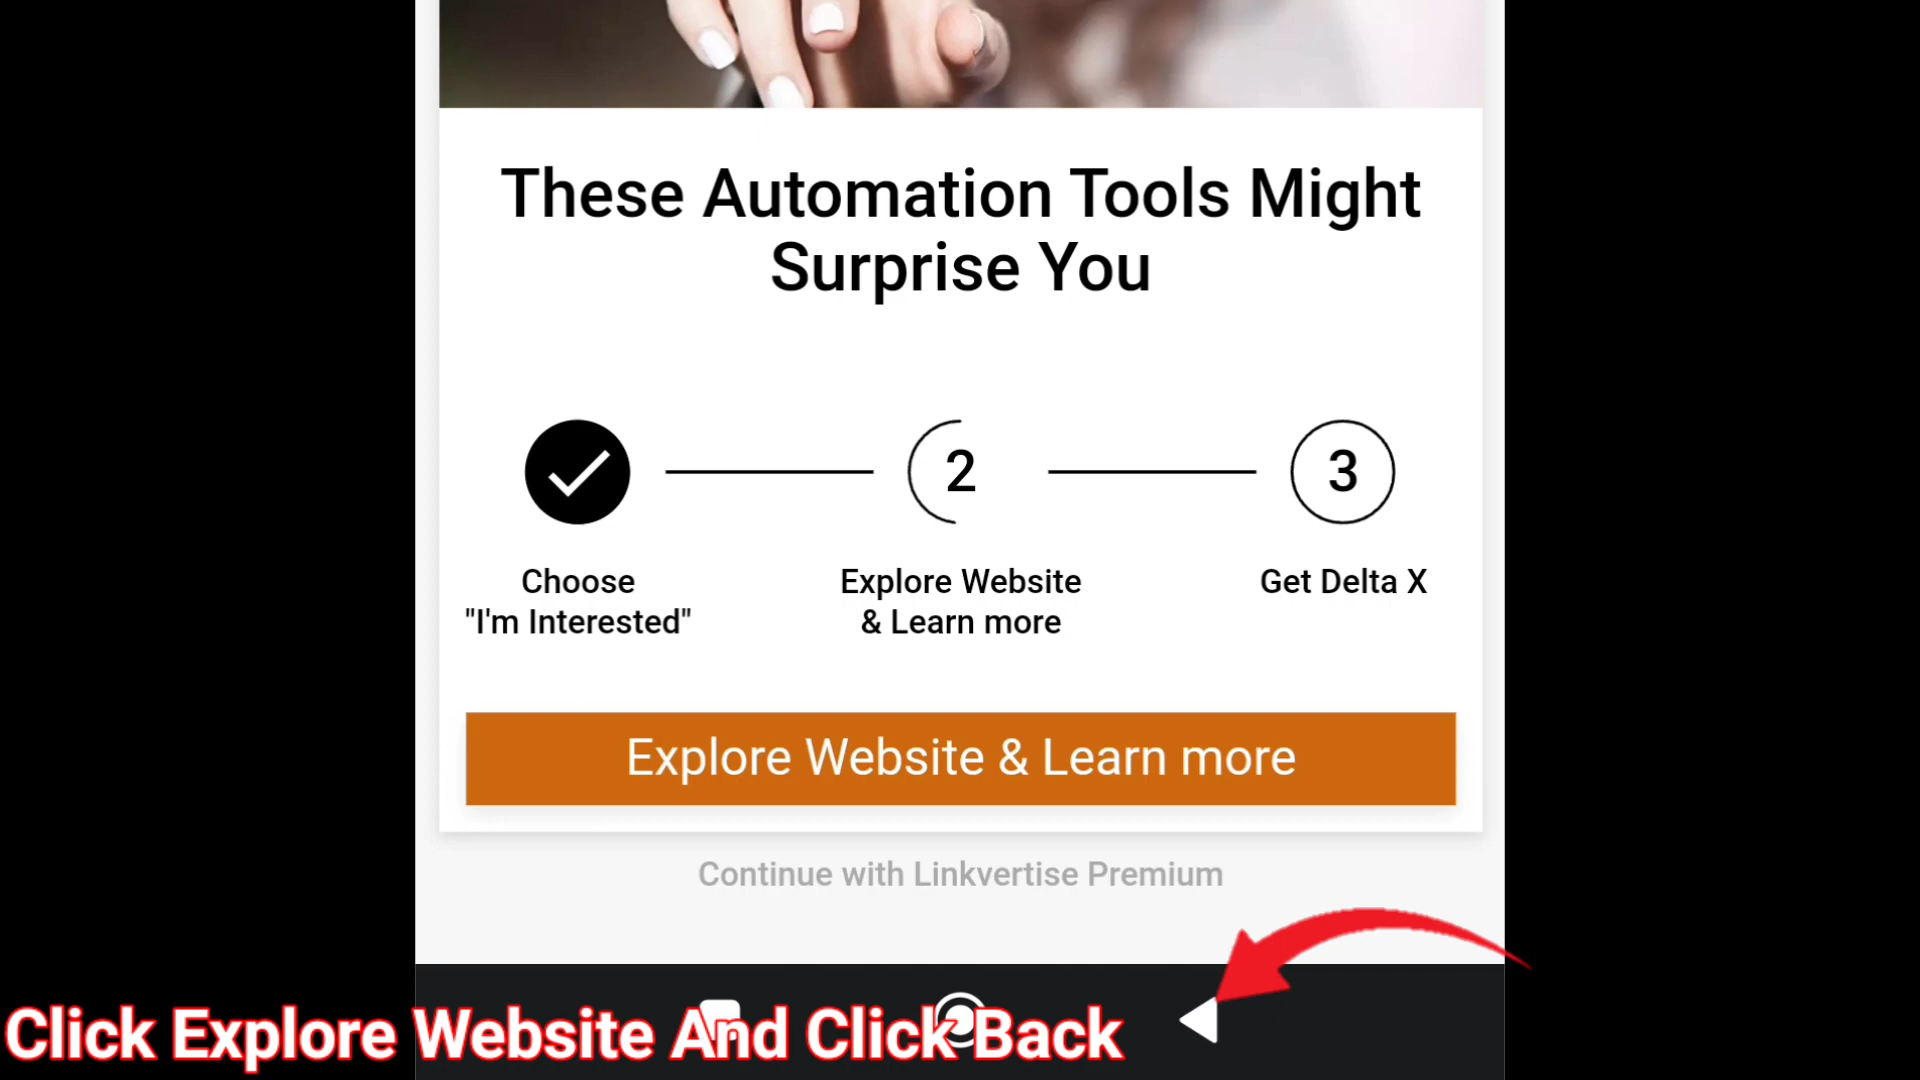 These Automation Tools Might
Surprise You
2
3
Choose
"I'm Interested"
Explore Website
& Learn more
Get Delta X
Explore Website & Learn more
Continue with Linkvertise Premium
Click Explore Website And Click Back